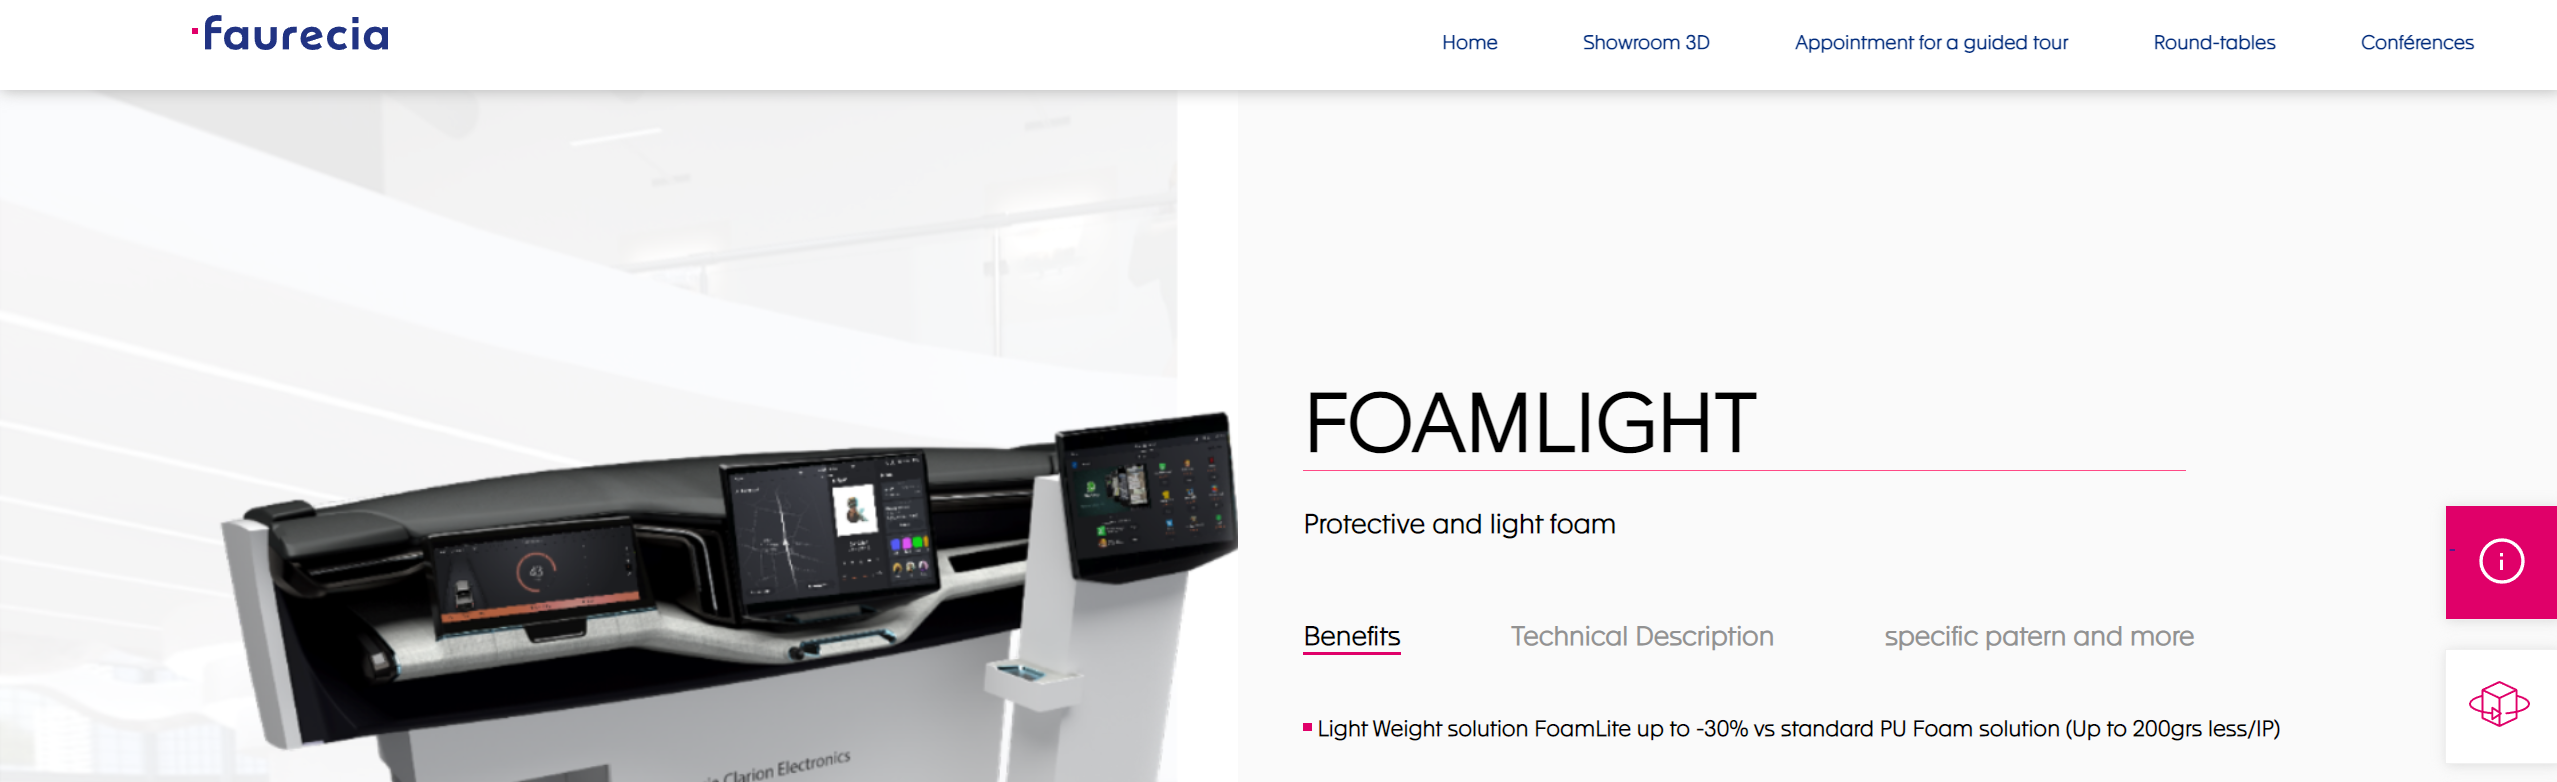 faurecia
Home Showroom 3D Appointment for a guided tour Round-tables Conférences
FOAMLIGHT
Protective and light foam
Benefits Technical Description specific patern and more
Light Weight solution FoamLite up to -30% vs standard PU Foam solution (Up to 200grs less/IP)
43
Clarion Electronics